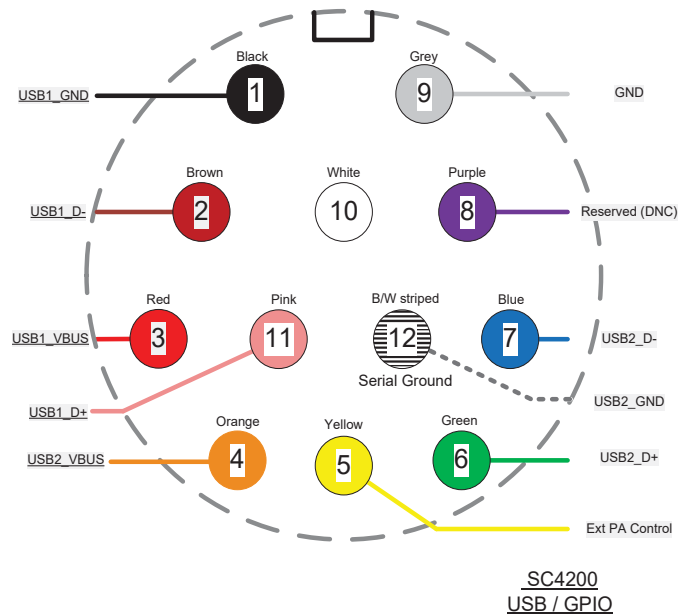 Black
Grey
USB1_GND
1
9
GND
Brown
White
Purple
USB1_D-
2
10
8
Reserved (DNC)
Red
Pink
B/W striped
Blue
USB1_VBUS
3
11
12
7
USB2_D-
Serial Ground
USB2_GND
USB1_D+
Orange
Yellow
Green
USB2_VBUS
4
5
6
USB2_D+
Ext PA Control
SC4200
USB / GPIO